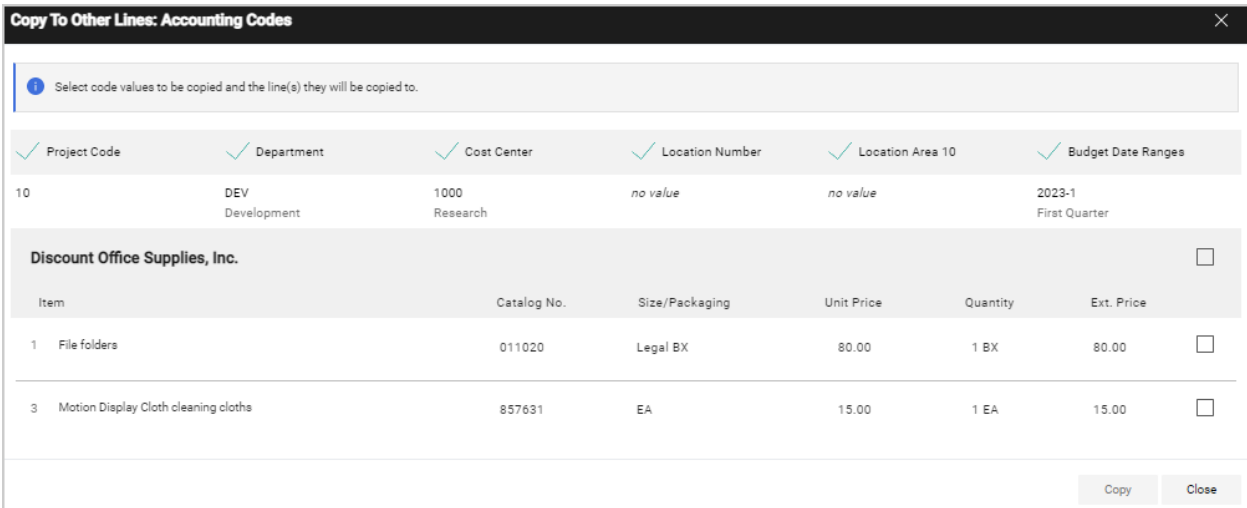 Copy To Other Lines: Accounting Codes
Select code values to be copied and the line(s) they will be copied to.
Project Code Department Cost Center Location Number Location Area 10 Budget Date Ranges
10 DEV 1000 no value no value 2023-1
Development Research First Quarter
Discount Office Supplies, Inc.
Item Catalog No. Size/Packaging Unit Price Quantity Ext. Price
1 File folders 011020 Legal BX 80.00 1 BX 80.00
3 Motion Display Cloth cleaning cloths 857631 EA 15.00 1 EA 15.00
Copy Close